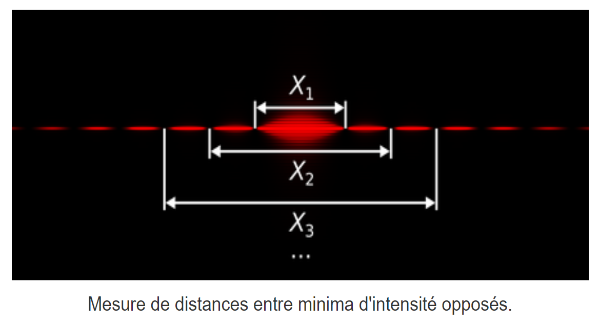 X₁
X₂
X₃
...
Mesure de distances entre minima d'intensité opposés.